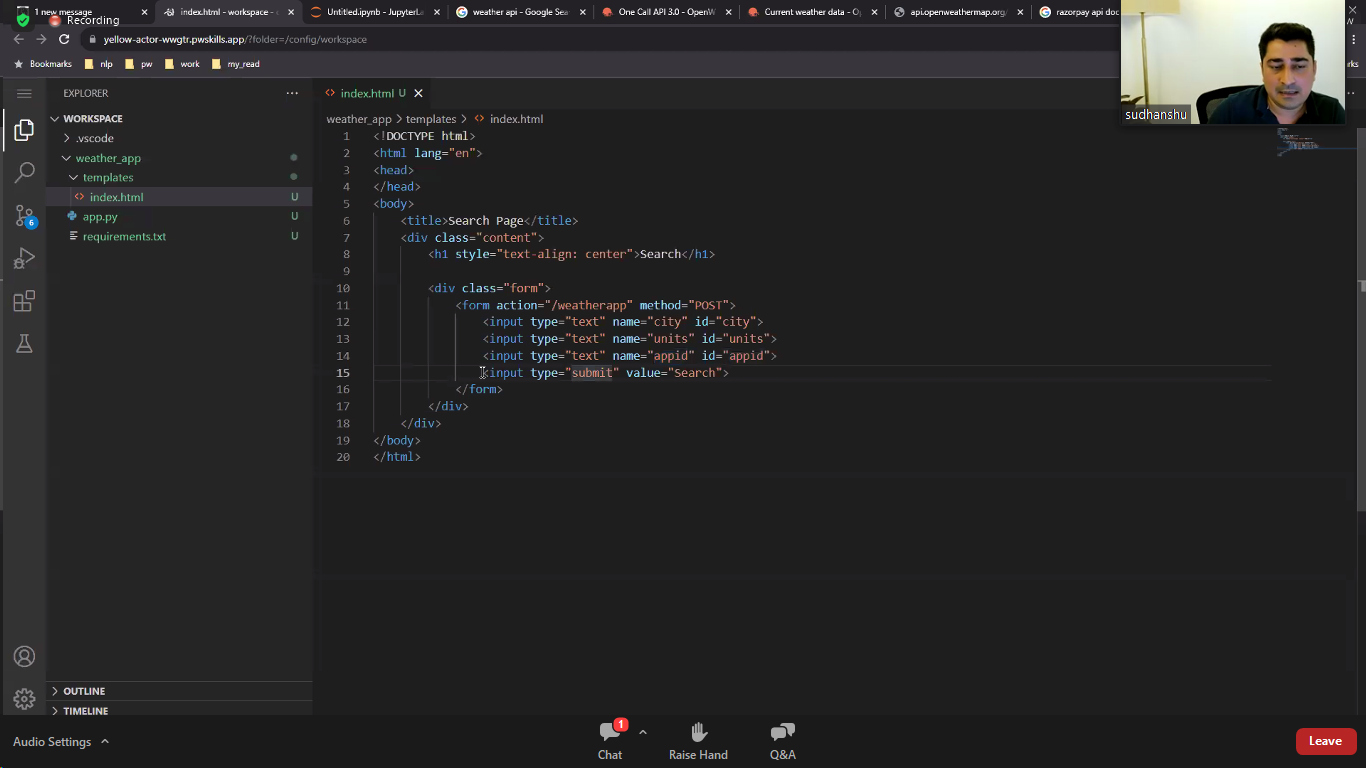 1 new message
Recording
index.html - workspace -
Untitled.ipynb - JupyterLa
weather api - Google Sea
One Call API 3.0 - OpenW
Current weather data - O
api.openweathermap.org
razorpay api doc
yellow-actor-wwgtr.pwskills.app/?folder=/config/workspace
Bookmarks
nlp
pw
work
my_read
sudhanshu
EXPLORER
index.html U
WORKSPACE
.vscode
weather_app
templates
index.html U
app.py U
requirements.txt U
6
weather_app > templates > index.html
1 <!DOCTYPE html>
2 <html lang="en">
3 <head>
4 </head>
5 <body>
6 <title>Search Page</title>
7 <div class="content">
8 <h1 style="text-align: center">Search</h1>
9
10 <div class="form">
11 <form action="/weatherapp" method="POST">
12 <input type="text" name="city" id="city">
13 <input type="text" name="units" id="units">
14 <input type="text" name="appid" id="appid">
15 <input type="submit" value="Search">
16 </form>
17 </div>
18 </div>
19 </body>
20 </html>
OUTLINE
TIMELINE
Audio Settings
1
Chat
Raise Hand
Q&A
Leave